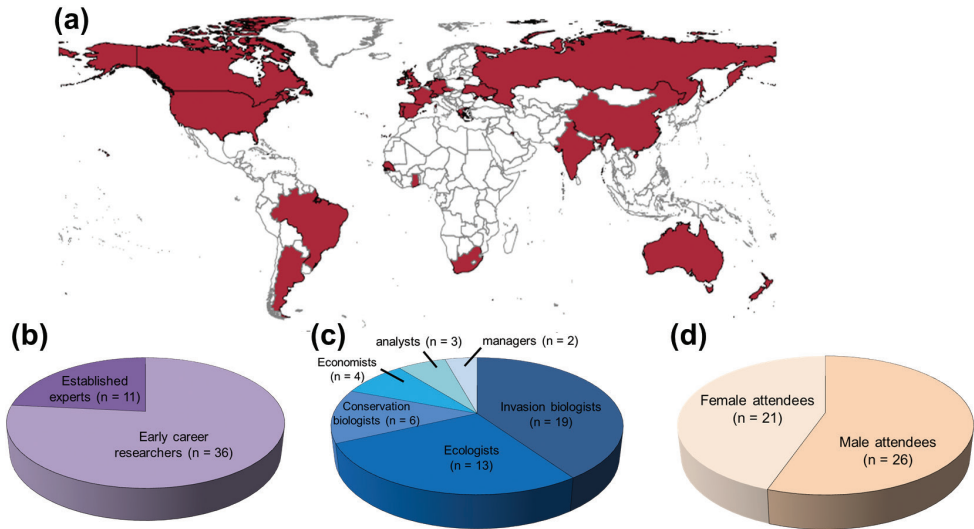 (a)
(b)
Established
experts (n = 11)
Early career
researchers (n = 36)
(c)
analysts (n = 3)
managers (n = 2)
Economists
(n = 4)
Conservation
biologists (n = 6)
Invasion biologists
(n = 19)
Ecologists
(n = 13)
(d)
Female attendees
(n = 21)
Male attendees
(n = 26)